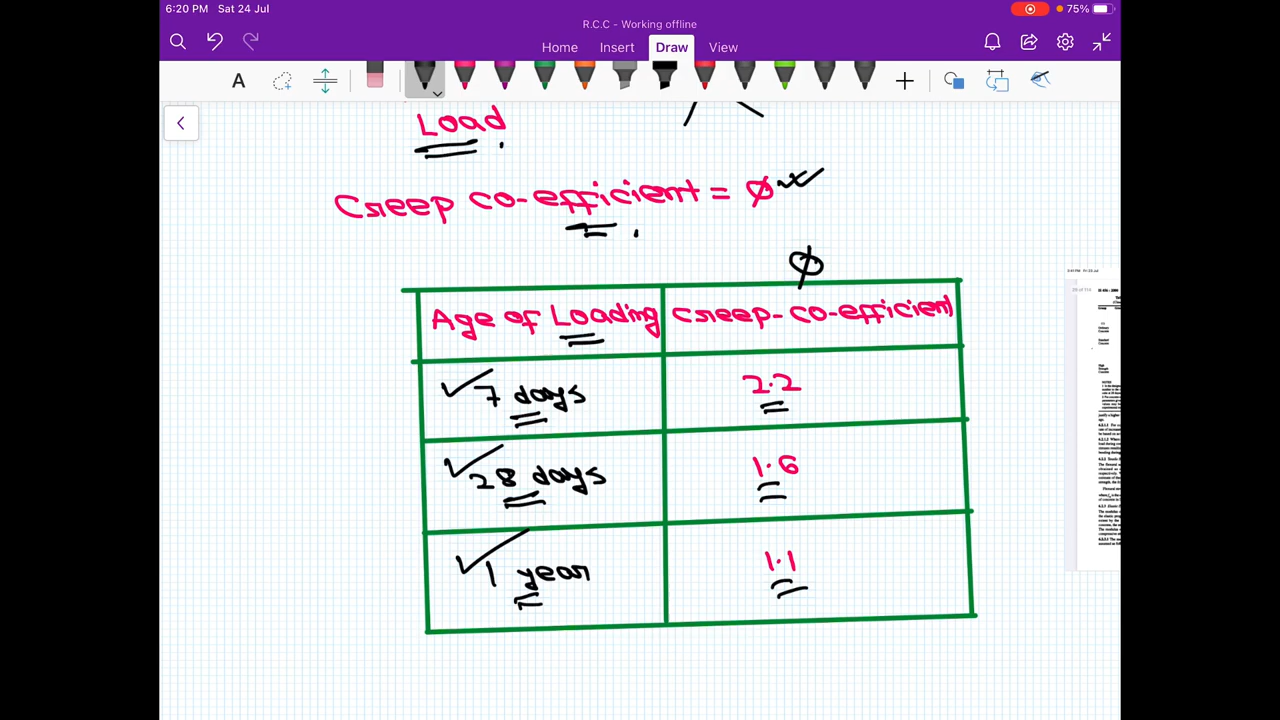 6:20 PM Sat 24 Jul
75%
R.C.C - Working offline
Home Insert Draw View
A
Load
Creep co-efficient = ϕ
ϕ
Age of Loading Creep-co-efficient
7 days 2.2
28 days 1.6
1 year 1.1